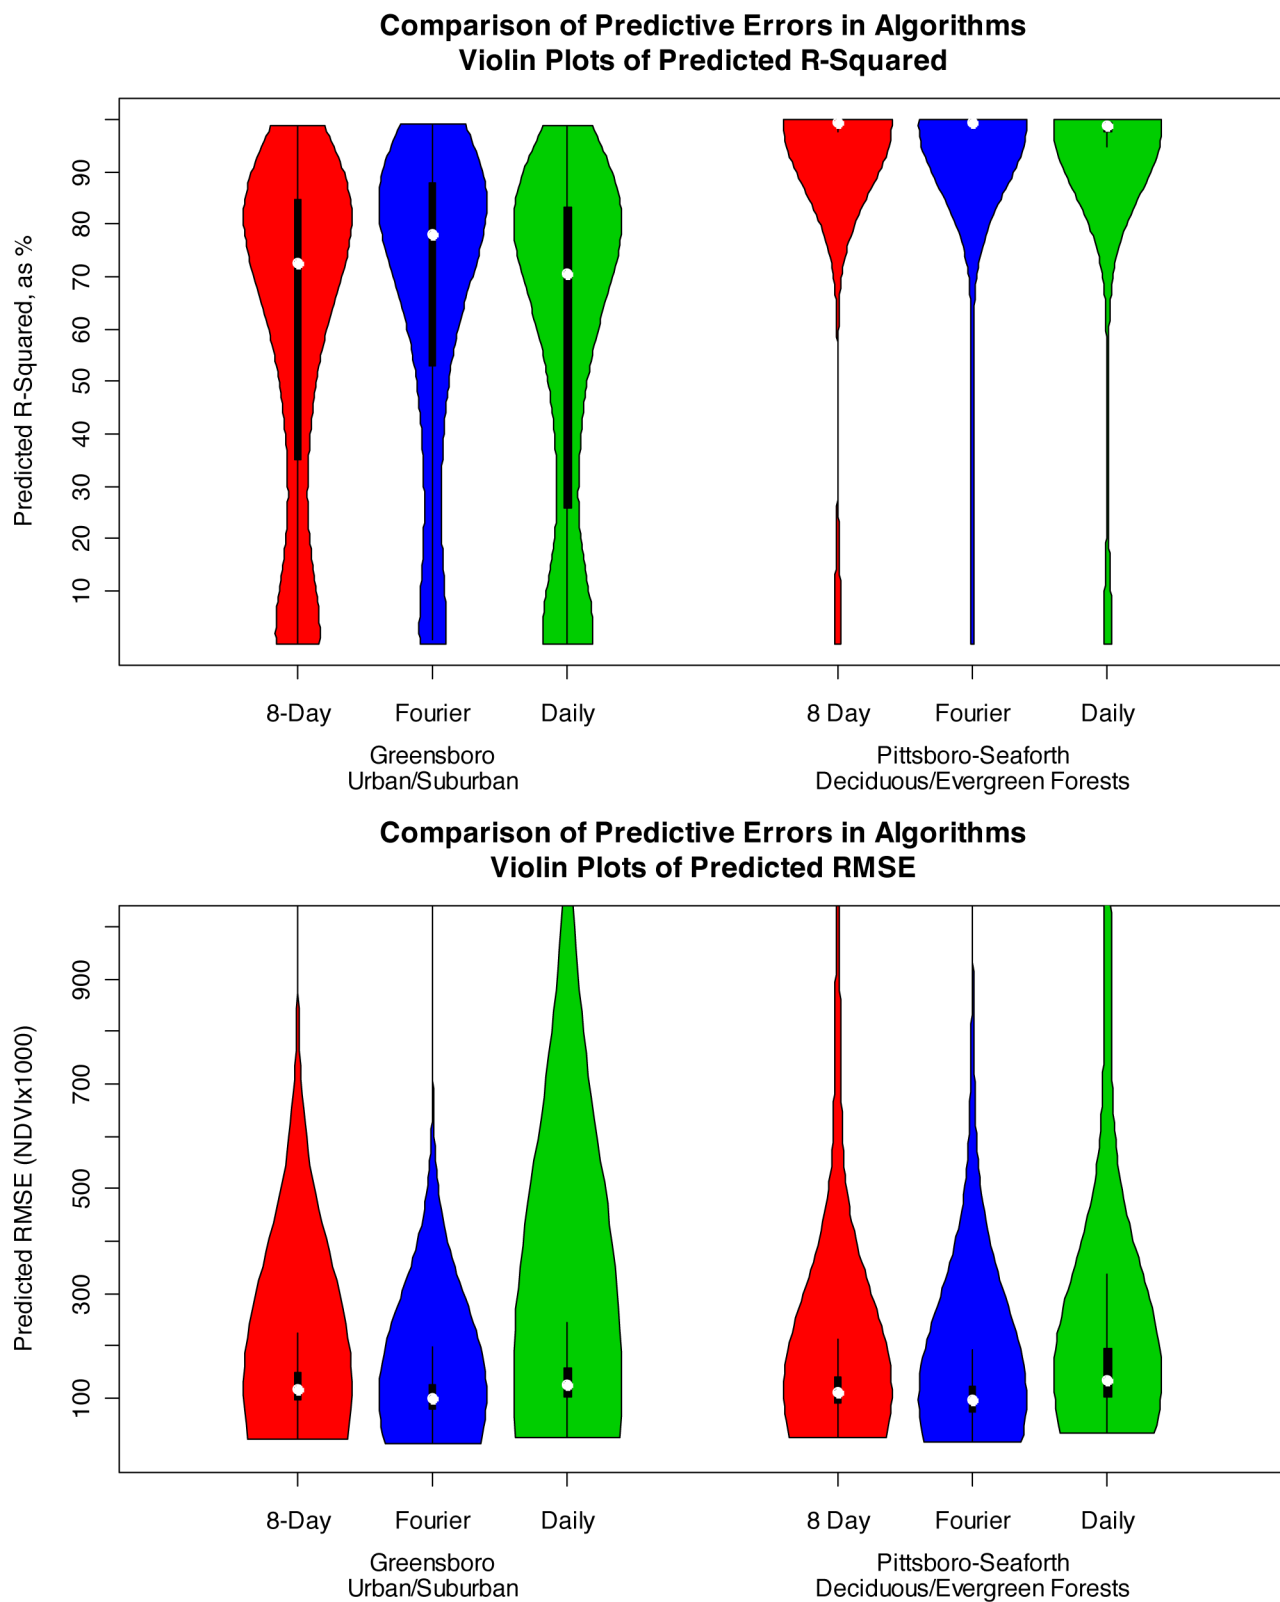 Comparison of Predictive Errors in Algorithms
Violin Plots of Predicted R-Squared
Predicted R-Squared, as %
90
80
70
60
50
40
30
20
10
8-Day Fourier Daily 8 Day Fourier Daily
Greensboro Pittsboro-Seaforth
Urban/Suburban Deciduous/Evergreen Forests
Comparison of Predictive Errors in Algorithms
Violin Plots of Predicted RMSE
Predicted RMSE (NDVIx1000)
900
700
500
300
100
8-Day Fourier Daily 8 Day Fourier Daily
Greensboro Pittsboro-Seaforth
Urban/Suburban Deciduous/Evergreen Forests